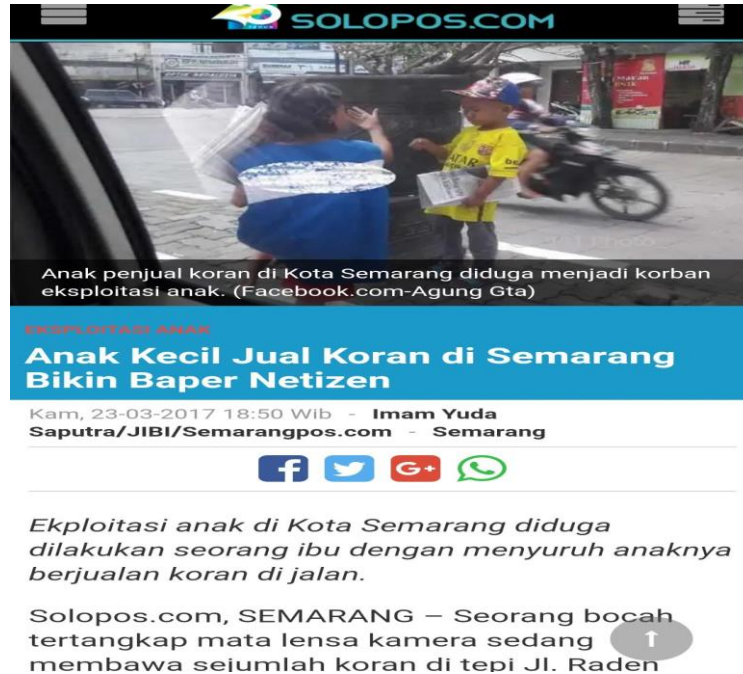 SOLOPOS.COM
Anak penjual koran di Kota Semarang diduga menjadi korban
eksploitasi anak. (Facebook.com-Agung Gta)
EKSPLOITASI ANAK
Anak Kecil Jual Koran di Semarang
Bikin Baper Netizen
Kam, 23-03-2017 18:50 Wib - Imam Yuda
Saputra/JIBI/Semarangpos.com - Semarang
Ekploitasi anak di Kota Semarang diduga
dilakukan seorang ibu dengan menyuruh anaknya
berjualan koran di jalan.
Solopos.com, SEMARANG – Seorang bocah
tertangkap mata lensa kamera sedang
membawa sejumlah koran di tepi Jl. Raden